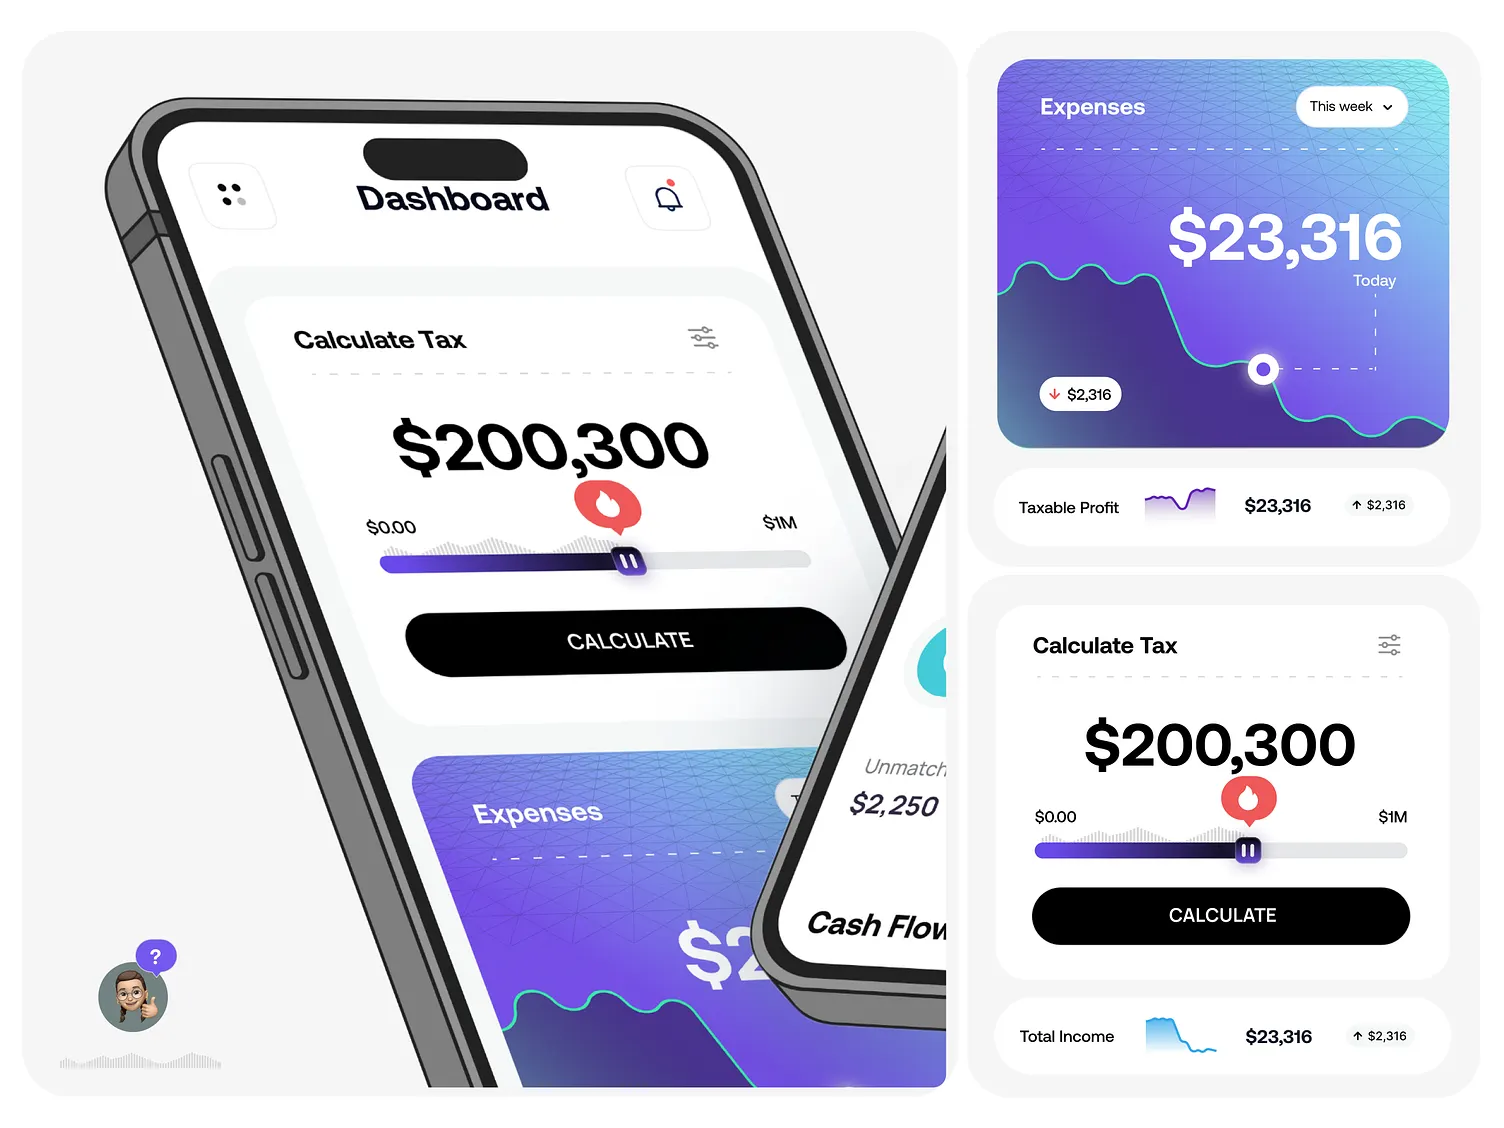 Dashboard
Calculate Tax
$200,300
$0.00
$1M
CALCULATE
Expenses
$2
Unmatch
$2,250
Cash Flow
?
Expenses
This week
$23,316
Today
$2,316
Taxable Profit
$23,316
$2,316
Calculate Tax
$200,300
$0.00
$1M
CALCULATE
Total Income
$23,316
$2,316